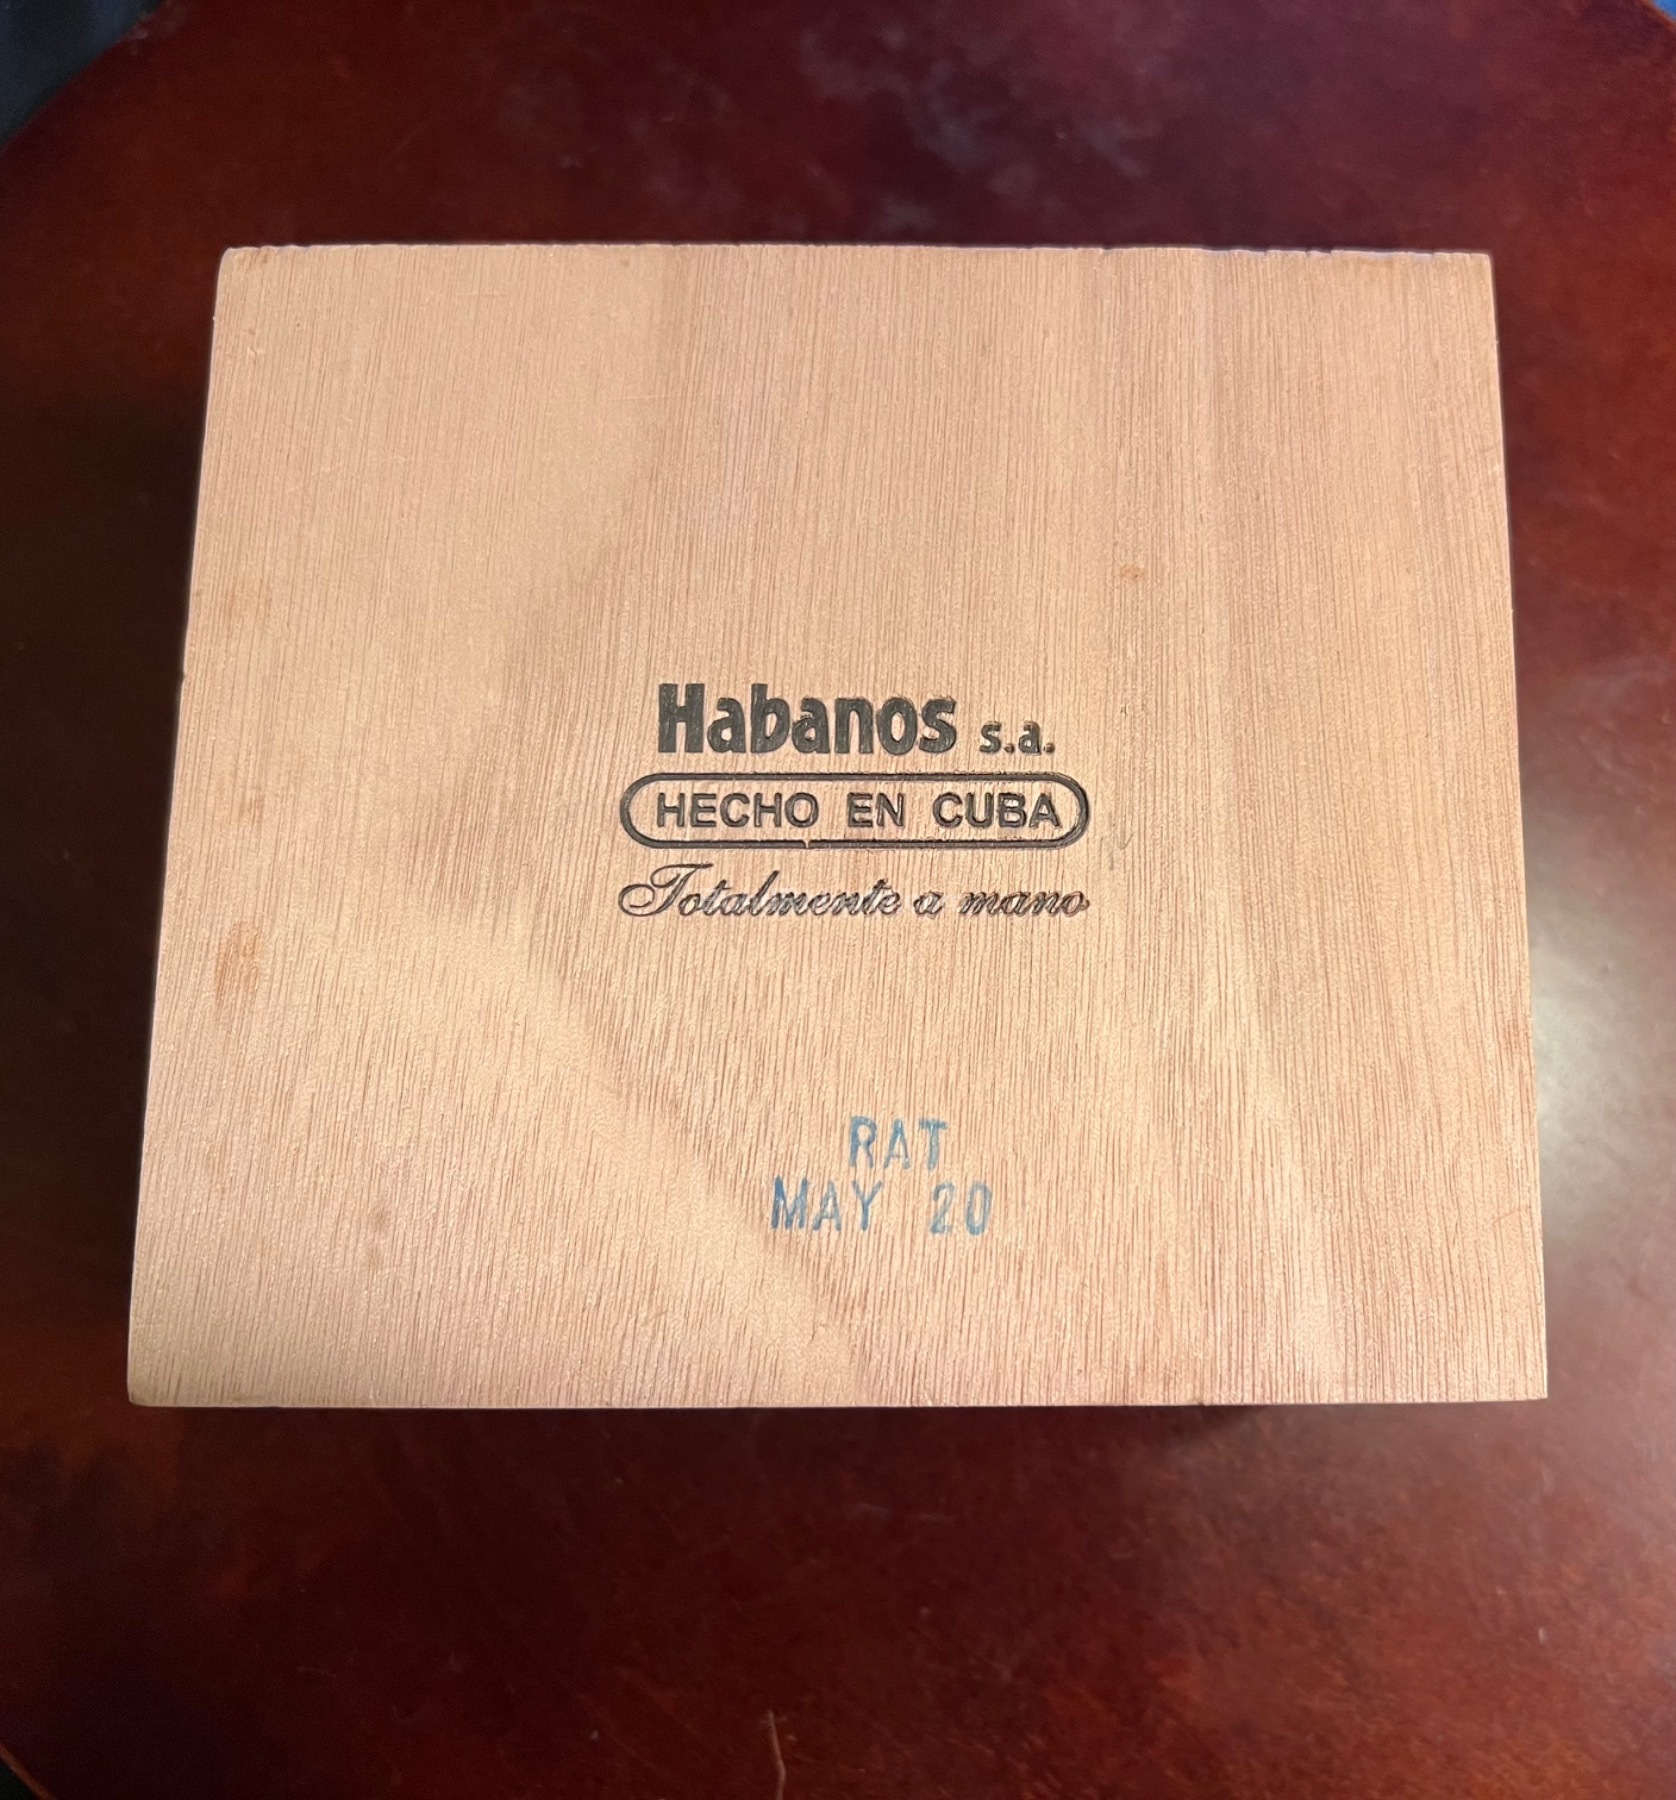 Habanos s.a.
HECHO EN CUBA
Totalmente a mano
RAT
MAY 20